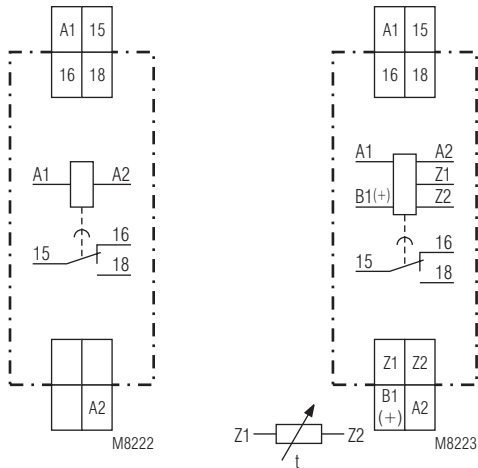 A1 15
16 18
A1 A2
16
15
18
A2
M8222
A1 15
16 18
A1 A2
Z1
B1(+) Z2
16
15
18
Z1 Z2
B1 (+) A2
Z1 Z2
t
M8223